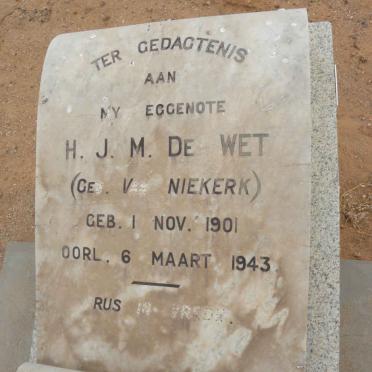 TER GEDAGTENIS
AAN
MY EGGENOTE
H. J. M. DE WET
(GEB. VAN NIEKERK)
GEB. 1 NOV. 1901
OORL. 6 MAART 1943
RUS IN VREDE.